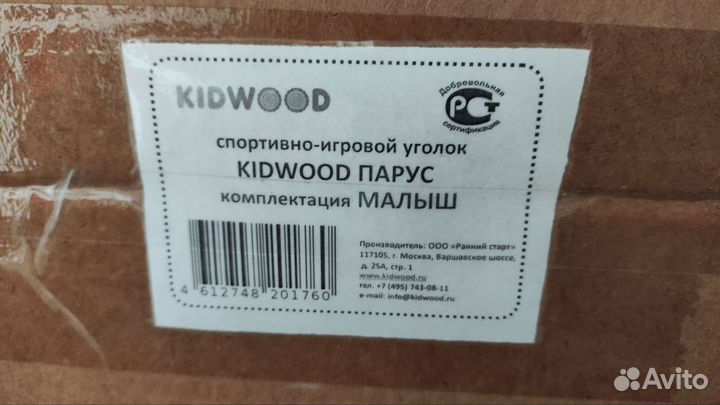 KIDWOOD
Добровольная
РСТ
сертификация
спортивно-игровой уголок
KIDWOOD ПАРУС
комплектация МАЛЫШ
Производитель: ООО «Ранний старт»
117105, г. Москва, Варшавское шоссе,
д. 25А, стр. 1
www.kidwood.ru
тел. +7 (495) 743-08-11
e-mail: info@kidwood.ru
4 612748 201760
Avito